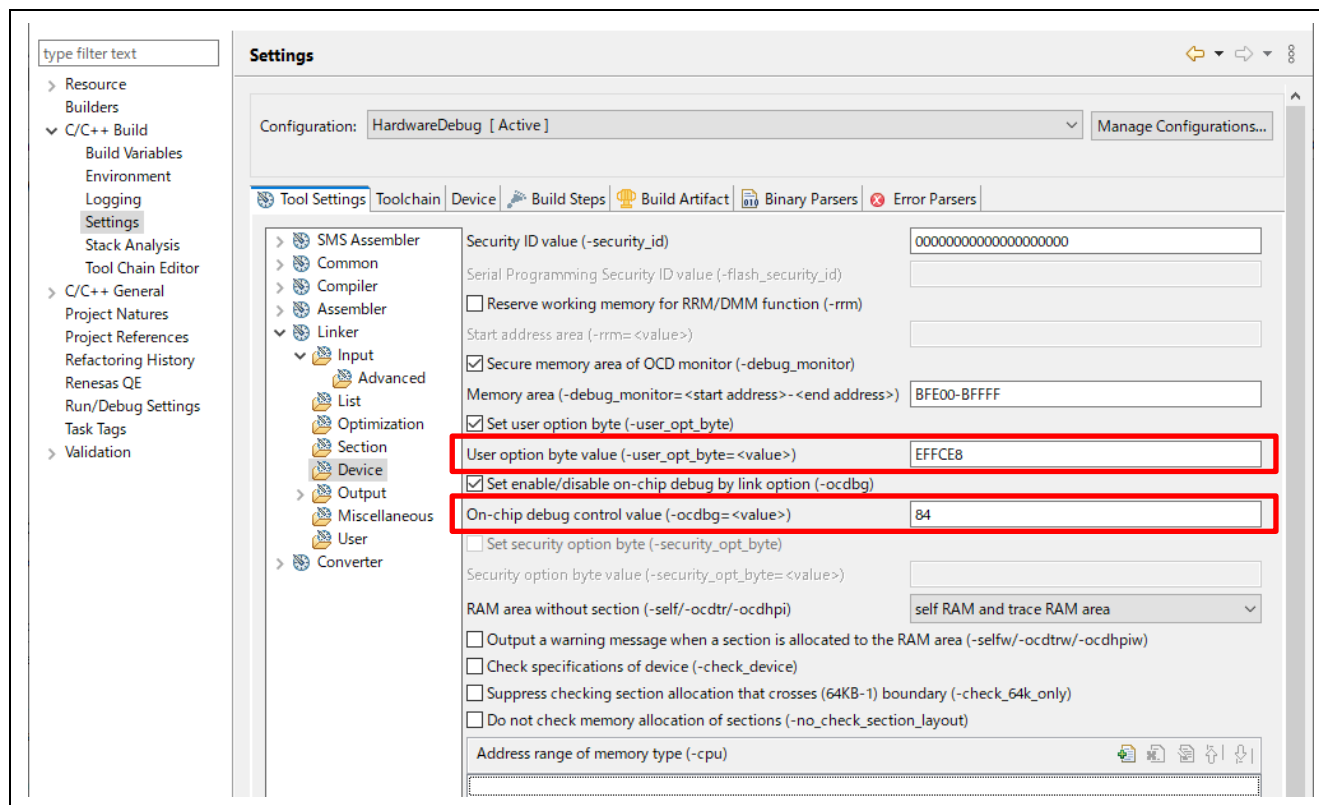 type filter text
Resource
Builders
C/C++ Build
Build Variables
Environment
Logging
Settings
Stack Analysis
Tool Chain Editor
C/C++ General
Project Natures
Project References
Refactoring History
Renesas QE
Run/Debug Settings
Task Tags
Validation
Settings
Configuration: HardwareDebug [ Active ] Manage Configurations...
Tool Settings Toolchain Device Build Steps Build Artifact Binary Parsers Error Parsers
SMS Assembler
Common
Compiler
Assembler
Linker
Input
Advanced
List
Optimization
Section
Device
Output
Miscellaneous
User
Converter
Security ID value (-security_id) 00000000000000000000
Serial Programming Security ID value (-flash_security_id)
Reserve working memory for RRM/DMM function (-rrm)
Start address area (-rrm=<value>)
Secure memory area of OCD monitor (-debug_monitor)
Memory area (-debug_monitor=<start address>-<end address>) BFE00-BFFFF
Set user option byte (-user_opt_byte)
User option byte value (-user_opt_byte=<value>) EFFCE8
Set enable/disable on-chip debug by link option (-ocdbg)
On-chip debug control value (-ocdbg=<value>) 84
Set security option byte (-security_opt_byte)
Security option byte value (-security_opt_byte=<value>)
RAM area without section (-self/-ocdtr/-ocdhpi) self RAM and trace RAM area
Output a warning message when a section is allocated to the RAM area (-selfw/-ocdtrw/-ocdhpiw)
Check specifications of device (-check_device)
Suppress checking section allocation that crosses (64KB-1) boundary (-check_64k_only)
Do not check memory allocation of sections (-no_check_section_layout)
Address range of memory type (-cpu)